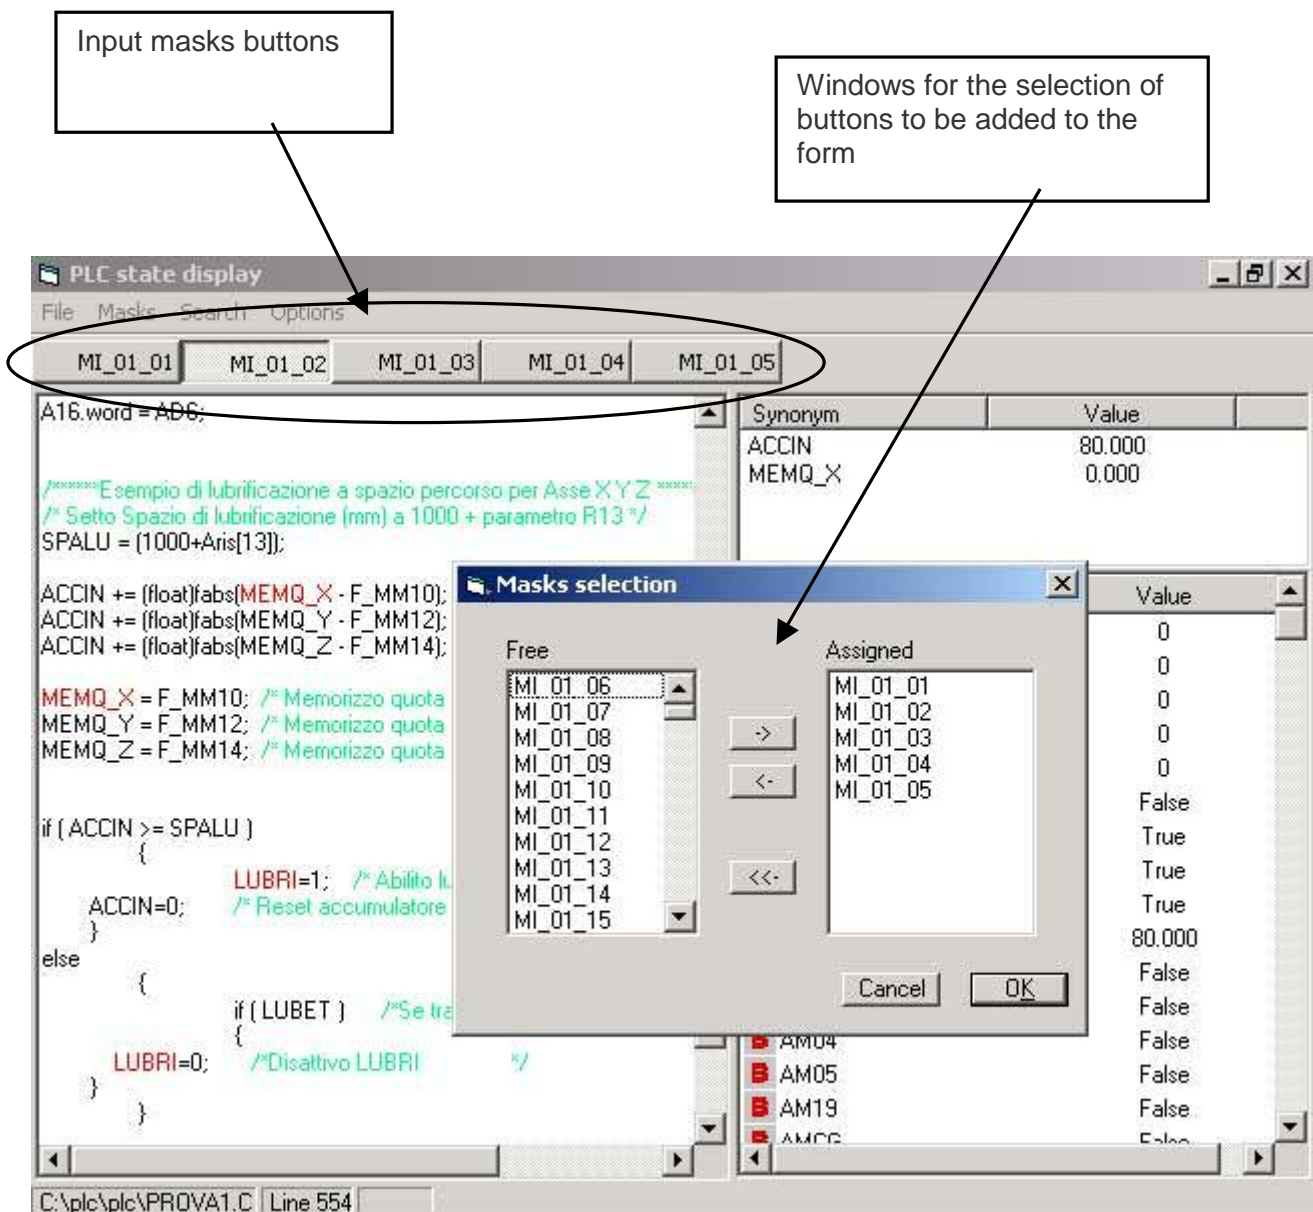 Input masks buttons
Windows for the selection of
buttons to be added to the
form
PLC state display
File Masks Search Options
MI_01_01 MI_01_02 MI_01_03 MI_01_04 MI_01_05
A16.word = AD6;
/*****Esempio di lubrificazione a spazio percorso per Asse X Y Z *****
/* Setto Spazio di lubrificazione (mm) a 1000 + parametro R13 */
SPALU = (1000+Aris[13]);
ACCIN += (float)fabs(MEMQ_X - F_MM10);
ACCIN += (float)fabs(MEMQ_Y - F_MM12);
ACCIN += (float)fabs(MEMQ_Z - F_MM14);
MEMQ_X = F_MM10; /* Memorizzo quota
MEMQ_Y = F_MM12; /* Memorizzo quota
MEMQ_Z = F_MM14; /* Memorizzo quota
if ( ACCIN >= SPALU )
{
LUBRI=1; /* Abilito lu
ACCIN=0; /* Reset accumulatore
}
else
{
if ( LUBET ) /*Se tra
{
LUBRI=0; /*Disattivo LUBRI */
}
}
Synonym Value
ACCIN 80.000
MEMQ_X 0.000
Masks selection
Free
MI_01_06
MI_01_07
MI_01_08
MI_01_09
MI_01_10
MI_01_11
MI_01_12
MI_01_13
MI_01_14
MI_01_15
->
<-
<<-
Assigned
MI_01_01
MI_01_02
MI_01_03
MI_01_04
MI_01_05
Cancel OK
Value
0
0
0
0
0
False
True
True
True
80.000
False
False
AM04 False
AM05 False
AM19 False
AMCG False
C:\plc\plc\PROVA1.C Line 554